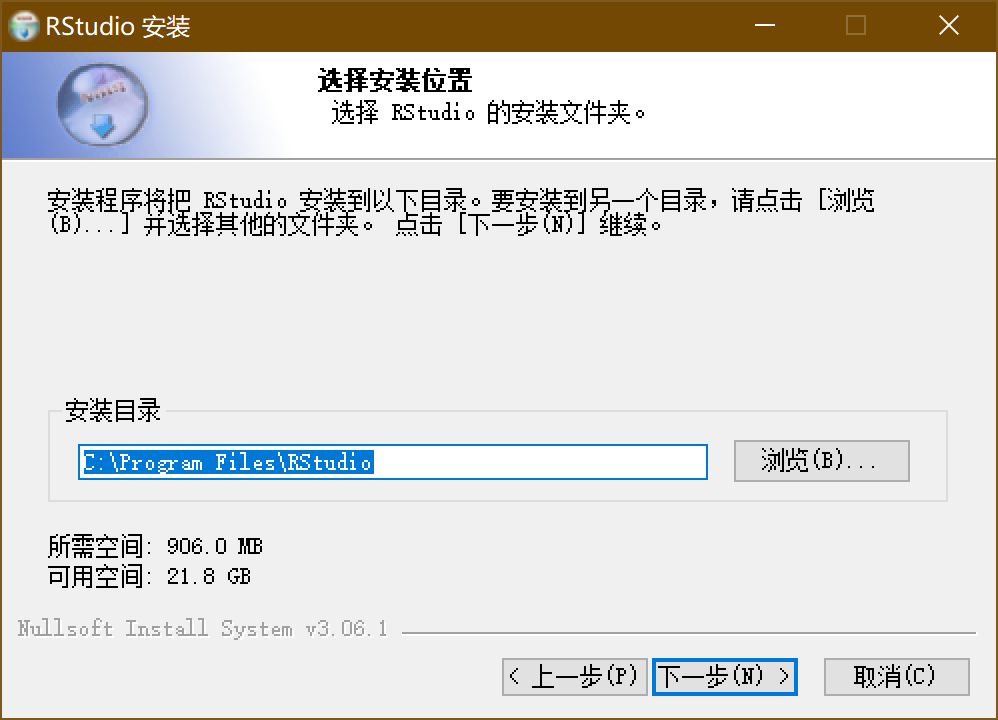 RStudio 安装
选择安装位置
选择 RStudio 的安装文件夹。
安装程序将把 RStudio 安装到以下目录。要安装到另一个目录，请点击 [浏览
(B)...] 并选择其他的文件夹。 点击 [下一步(N)] 继续。
安装目录
C:\Program Files\RStudio
浏览(B)...
所需空间: 906.0 MB
可用空间: 21.8 GB
Nullsoft Install System v3.06.1
< 上一步(P)
下一步(N) >
取消(C)